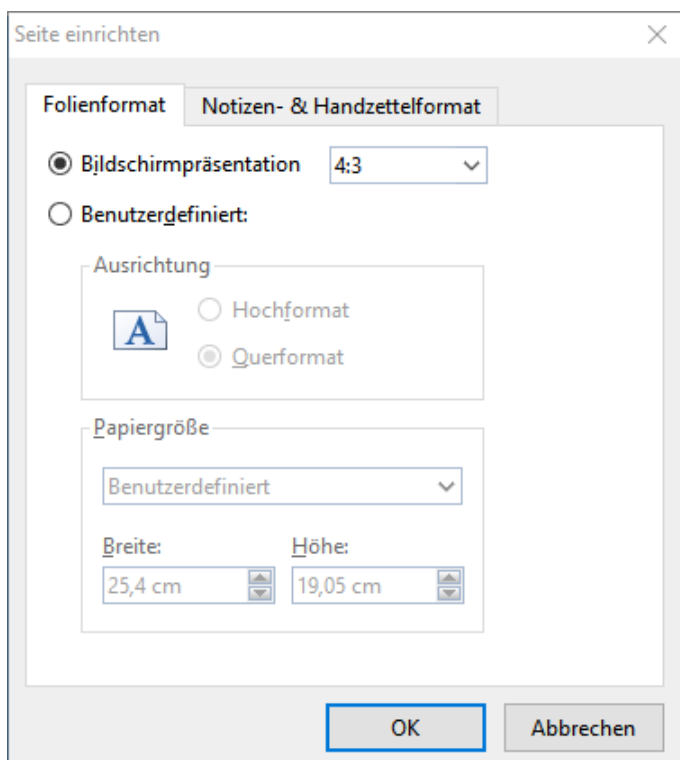 Seite einrichten
Folienformat Notizen- & Handzettelformat
Bildschirmpräsentation 4:3
Benutzerdefiniert:
Ausrichtung
A Hochformat
Querformat
Papiergröße
Benutzerdefiniert
Breite: Höhe:
25,4 cm 19,05 cm
OK Abbrechen